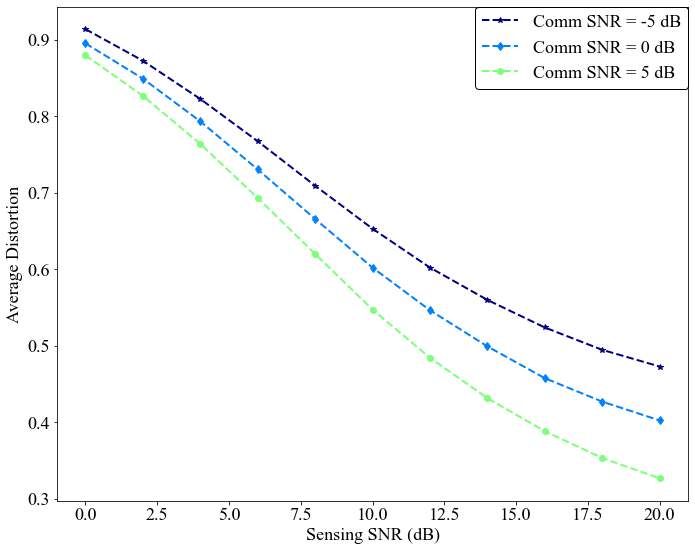 Comm SNR = -5 dB
Comm SNR = 0 dB
Comm SNR = 5 dB
Average Distortion
0.9
0.8
0.7
0.6
0.5
0.4
0.3
0.0 2.5 5.0 7.5 10.0 12.5 15.0 17.5 20.0
Sensing SNR (dB)